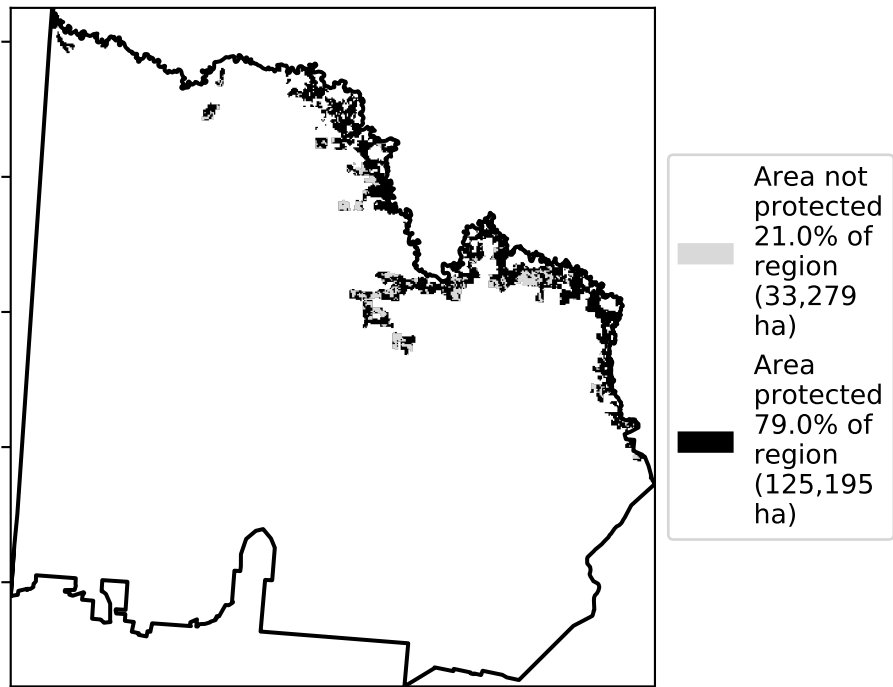 Area not
protected
21.0% of
region
(33,279
ha)
Area
protected
79.0% of
region
(125,195
ha)